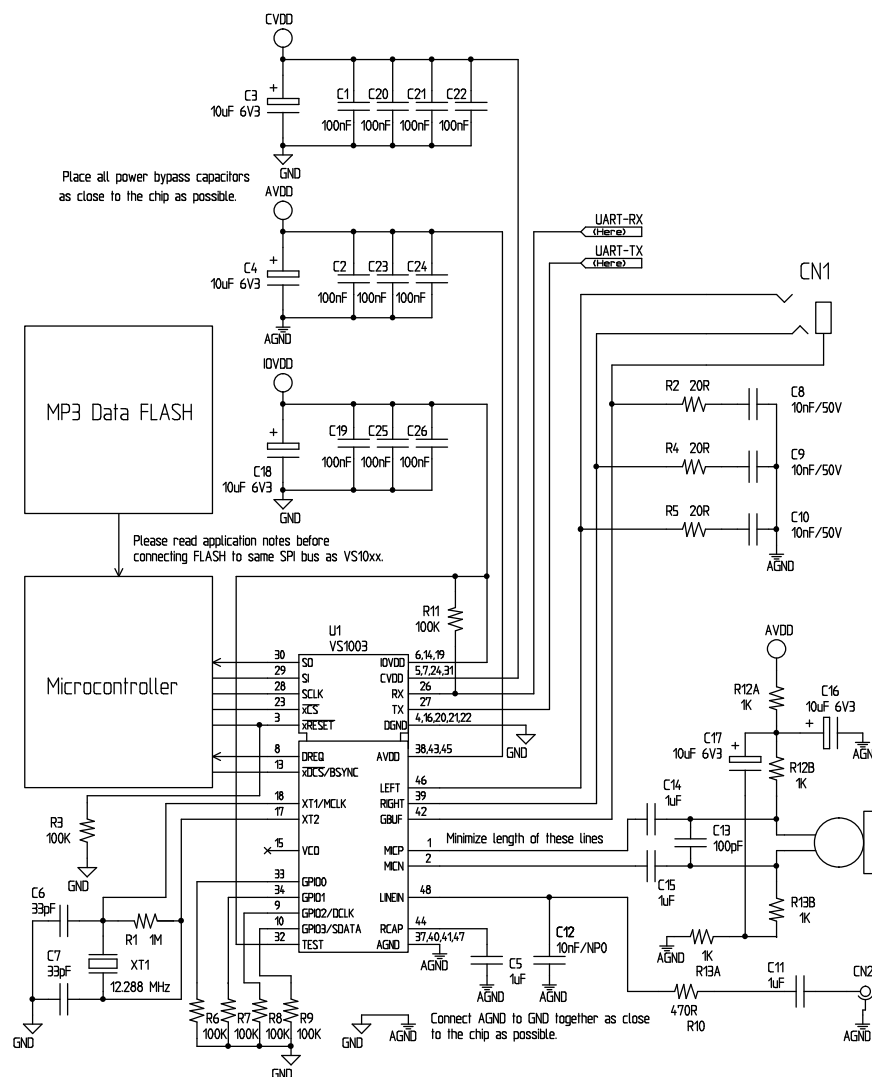 CVDD
C3
+
10uF 6V3
C1
C20
C21
C22
100nF
100nF
100nF
100nF
GND
Place all power bypass capacitors
as close to the chip as possible.
AVDD
UART-RX
(Here)
UART-TX
(Here)
C4
+
10uF 6V3
C2
C23
C24
100nF
100nF
100nF
AGND
CN1
IOVDD
MP3 Data FLASH
+
C18
10uF 6V3
C19
C25
C26
100nF
100nF
100nF
GND
R2 20R
C8
10nF/50V
R4 20R
C9
10nF/50V
R5 20R
C10
10nF/50V
AGND
Please read application notes before
connecting FLASH to same SPI bus as VS10xx.
R11
100K
U1
VS1003
Microcontroller
30 SO
29 SI
28 SCLK
23 xCS
3 xRESET
8 DREQ
13 xDCS/BSYNC
18 XT1/MCLK
17 XT2
15 VCO
33 GPIO0
34 GPIO1
9 GPIO2/DCLK
10 GPIO3/SDATA
32 TEST
IOVDD 6,14,19
CVDD 5,7,24,31
RX 26
TX 27
DGND 4,16,20,21,22
GND
AVDD 38,43,45
LEFT 46
RIGHT 39
GBUF 42
MICP 1
MICN 2
LINEIN 48
RCAP 44
AGND 37,40,41,47
AGND
Minimize length of these lines
AVDD
R12A
1K
C16
10uF 6V3
+
AGND
C17
10uF 6V3
+
R12B
1K
C14
1uF
C13
100pF
C15
1uF
R13B
1K
AGND
1K
R13A
R3
100K
GND
C6
33pF
R1 1M
C7
33pF
XT1
12.288 MHz
GND
C5
1uF
AGND
C12
10nF/NP0
AGND
C11
1uF
CN2
470R
R10
AGND
R6
100K
R7
100K
R8
100K
R9
100K
GND
GND
AGND
Connect AGND to GND together as close
to the chip as possible.